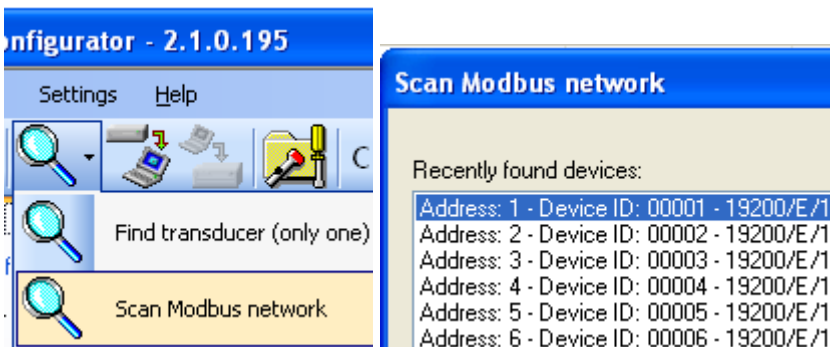 onfigurator - 2.1.0.195
Settings Help
C
Find transducer (only one)
Scan Modbus network
Scan Modbus network
Recently found devices:
Address: 1 - Device ID: 00001 - 19200/E/1
Address: 2 - Device ID: 00002 - 19200/E/1
Address: 3 - Device ID: 00003 - 19200/E/1
Address: 4 - Device ID: 00004 - 19200/E/1
Address: 5 - Device ID: 00005 - 19200/E/1
Address: 6 - Device ID: 00006 - 19200/E/1